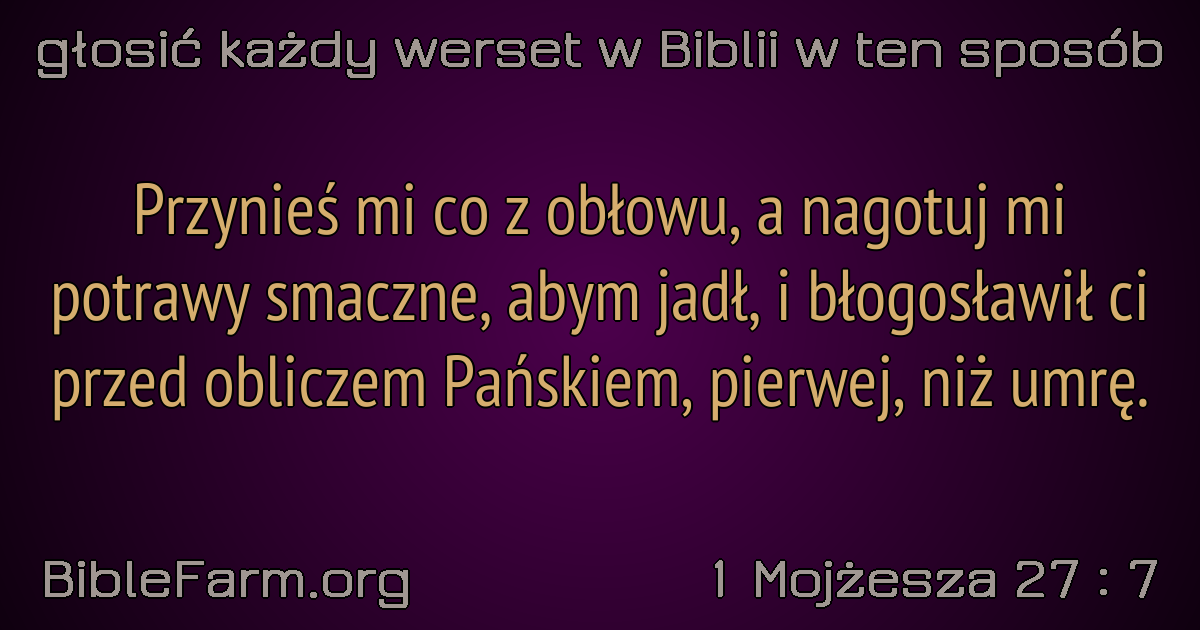 głosić każdy werset w Biblii w ten sposób
Przynieś mi co z obłowu, a nagotuj mi
potrawy smaczne, abym jadł, i błogosławił ci
przed obliczem Pańskiem, pierwej, niż umrę.
BibleFarm.org
1 Mojżesza 27 : 7